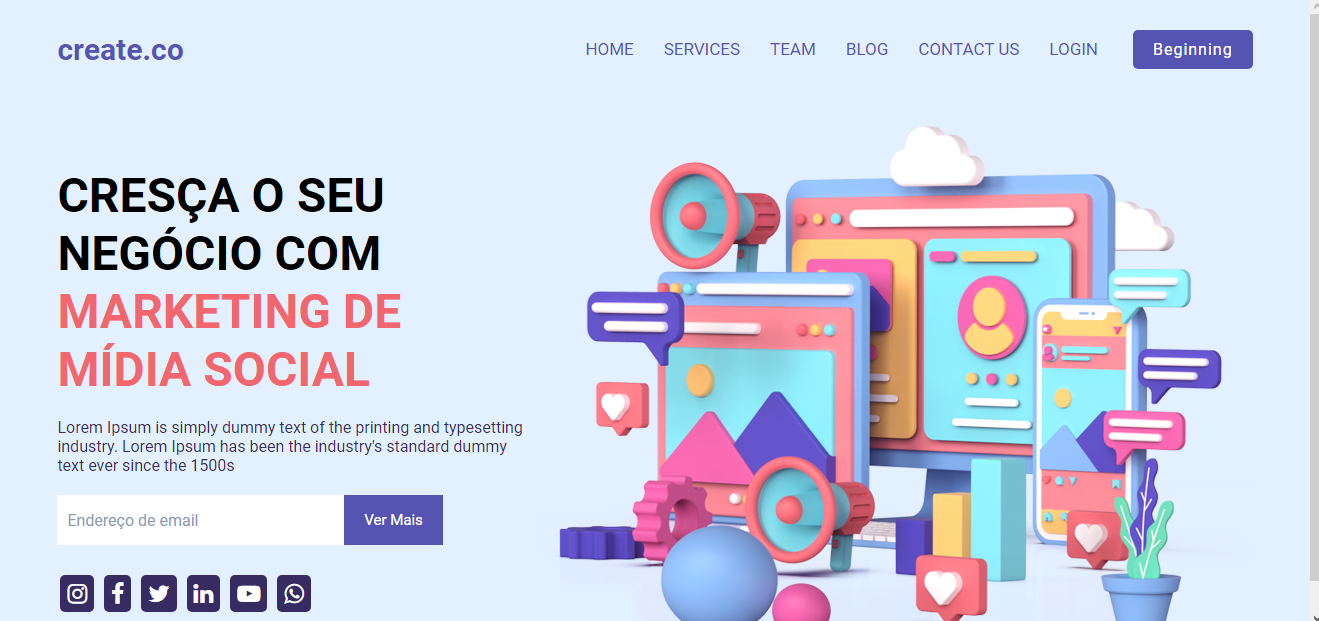 create.co
HOME SERVICES TEAM BLOG CONTACT US LOGIN Beginning
CRESÇA O SEU
NEGÓCIO COM
MARKETING DE
MÍDIA SOCIAL
Lorem Ipsum is simply dummy text of the printing and typesetting
industry. Lorem Ipsum has been the industry's standard dummy
text ever since the 1500s
Endereço de email Ver Mais